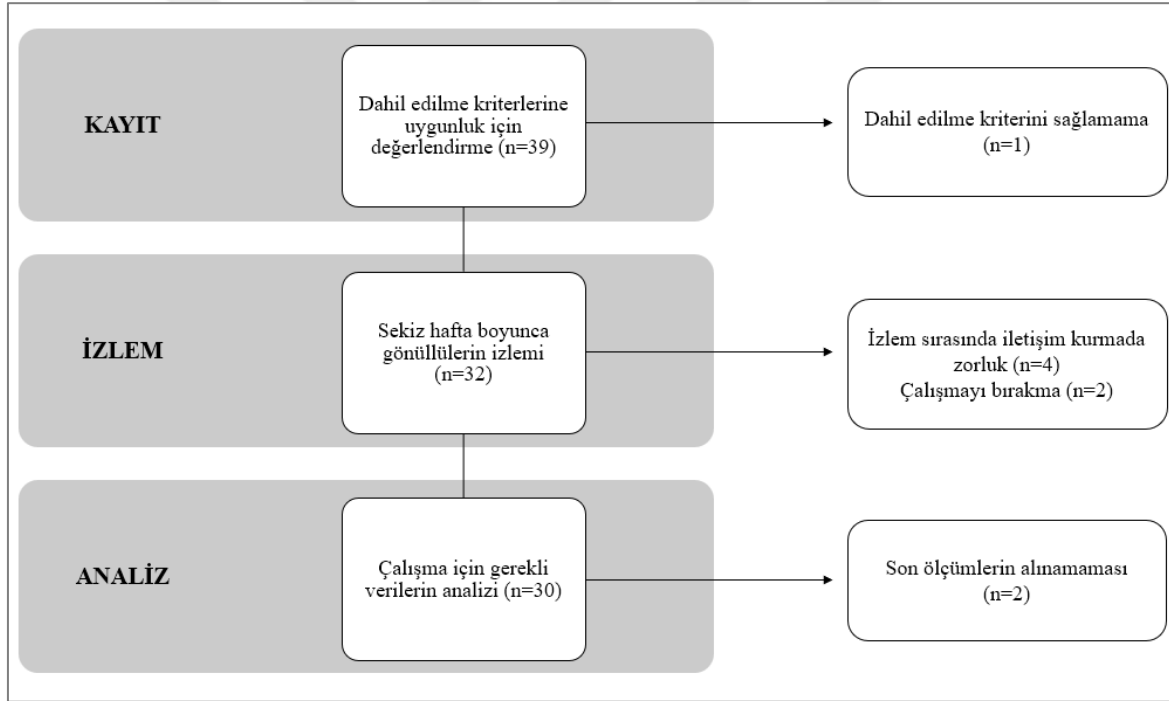 KAYIT
Dahil edilme kriterlerine
uygunluk için
değerlendirme (n=39)
Dahil edilme kriterini sağlamama
(n=1)
İZLEM
Sekiz hafta boyunca
gönüllülerin izlemi
(n=32)
İzlem sırasında iletişim kurmada
zorluk (n=4)
Çalışmayı bırakma (n=2)
ANALİZ
Çalışma için gerekli
verilerin analizi (n=30)
Son ölçümlerin alınamaması
(n=2)